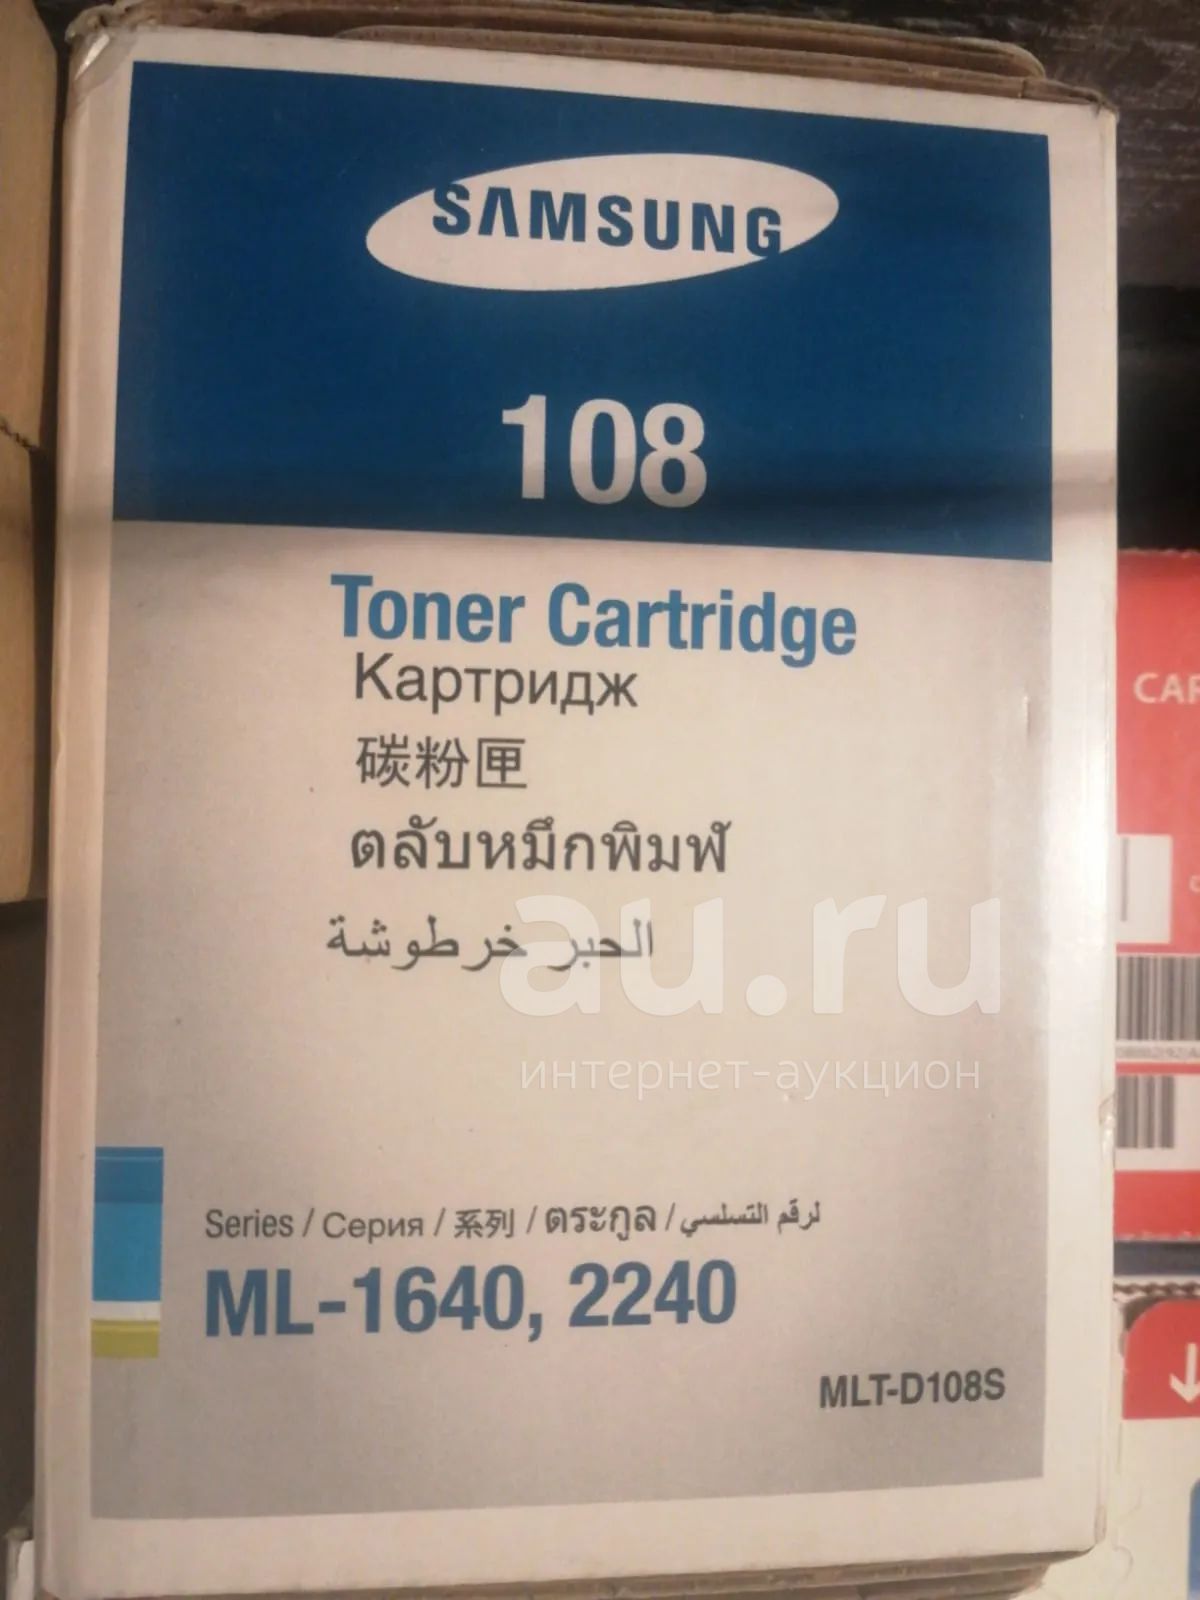 SAMSUNG
108
Toner Cartridge
Картридж
碳粉匣
ตลับหมึกพิมพ์
الحبر خرطوشة
au.ru
интернет-аукцион
Series / Серия / 系列 / ตระกูล / لرقم التسلسي
ML-1640, 2240
MLT-D108S
CAR